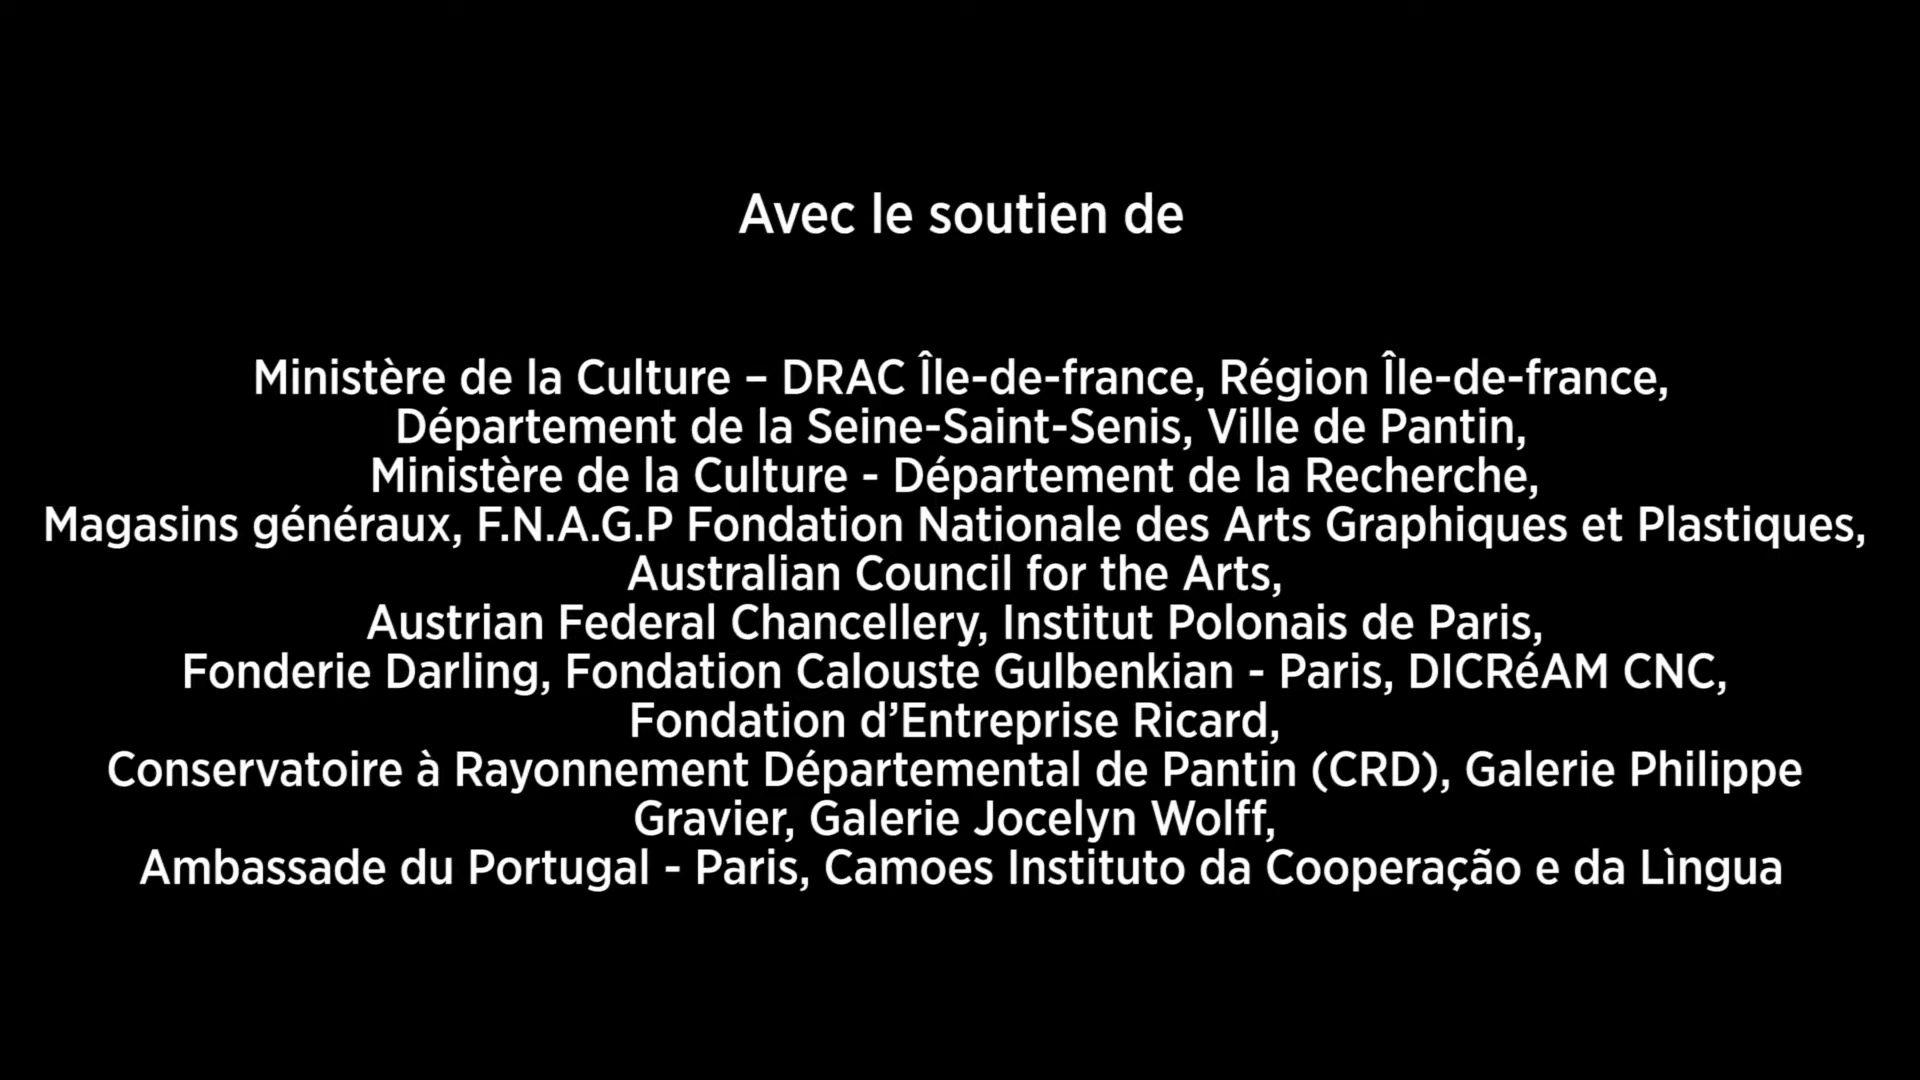 Avec le soutien de
Ministère de la Culture – DRAC Île-de-france, Région Île-de-france,
Département de la Seine-Saint-Senis, Ville de Pantin,
Ministère de la Culture - Département de la Recherche,
Magasins généraux, F.N.A.G.P Fondation Nationale des Arts Graphiques et Plastiques,
Australian Council for the Arts,
Austrian Federal Chancellery, Institut Polonais de Paris,
Fonderie Darling, Fondation Calouste Gulbenkian - Paris, DICRéAM CNC,
Fondation d’Entreprise Ricard,
Conservatoire à Rayonnement Départemental de Pantin (CRD), Galerie Philippe
Gravier, Galerie Jocelyn Wolff,
Ambassade du Portugal - Paris, Camoes Instituto da Cooperação e da Lìngua